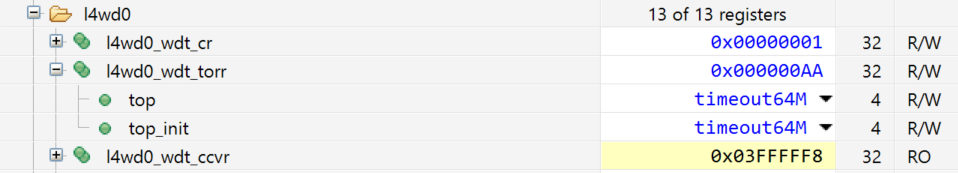 l4wd0 13 of 13 registers
l4wd0_wdt_cr 0x00000001 32 R/W
l4wd0_wdt_torr 0x000000AA 32 R/W
top timeout64M 4 R/W
top_init timeout64M 4 R/W
l4wd0_wdt_ccvr 0x03FFFFF8 32 RO